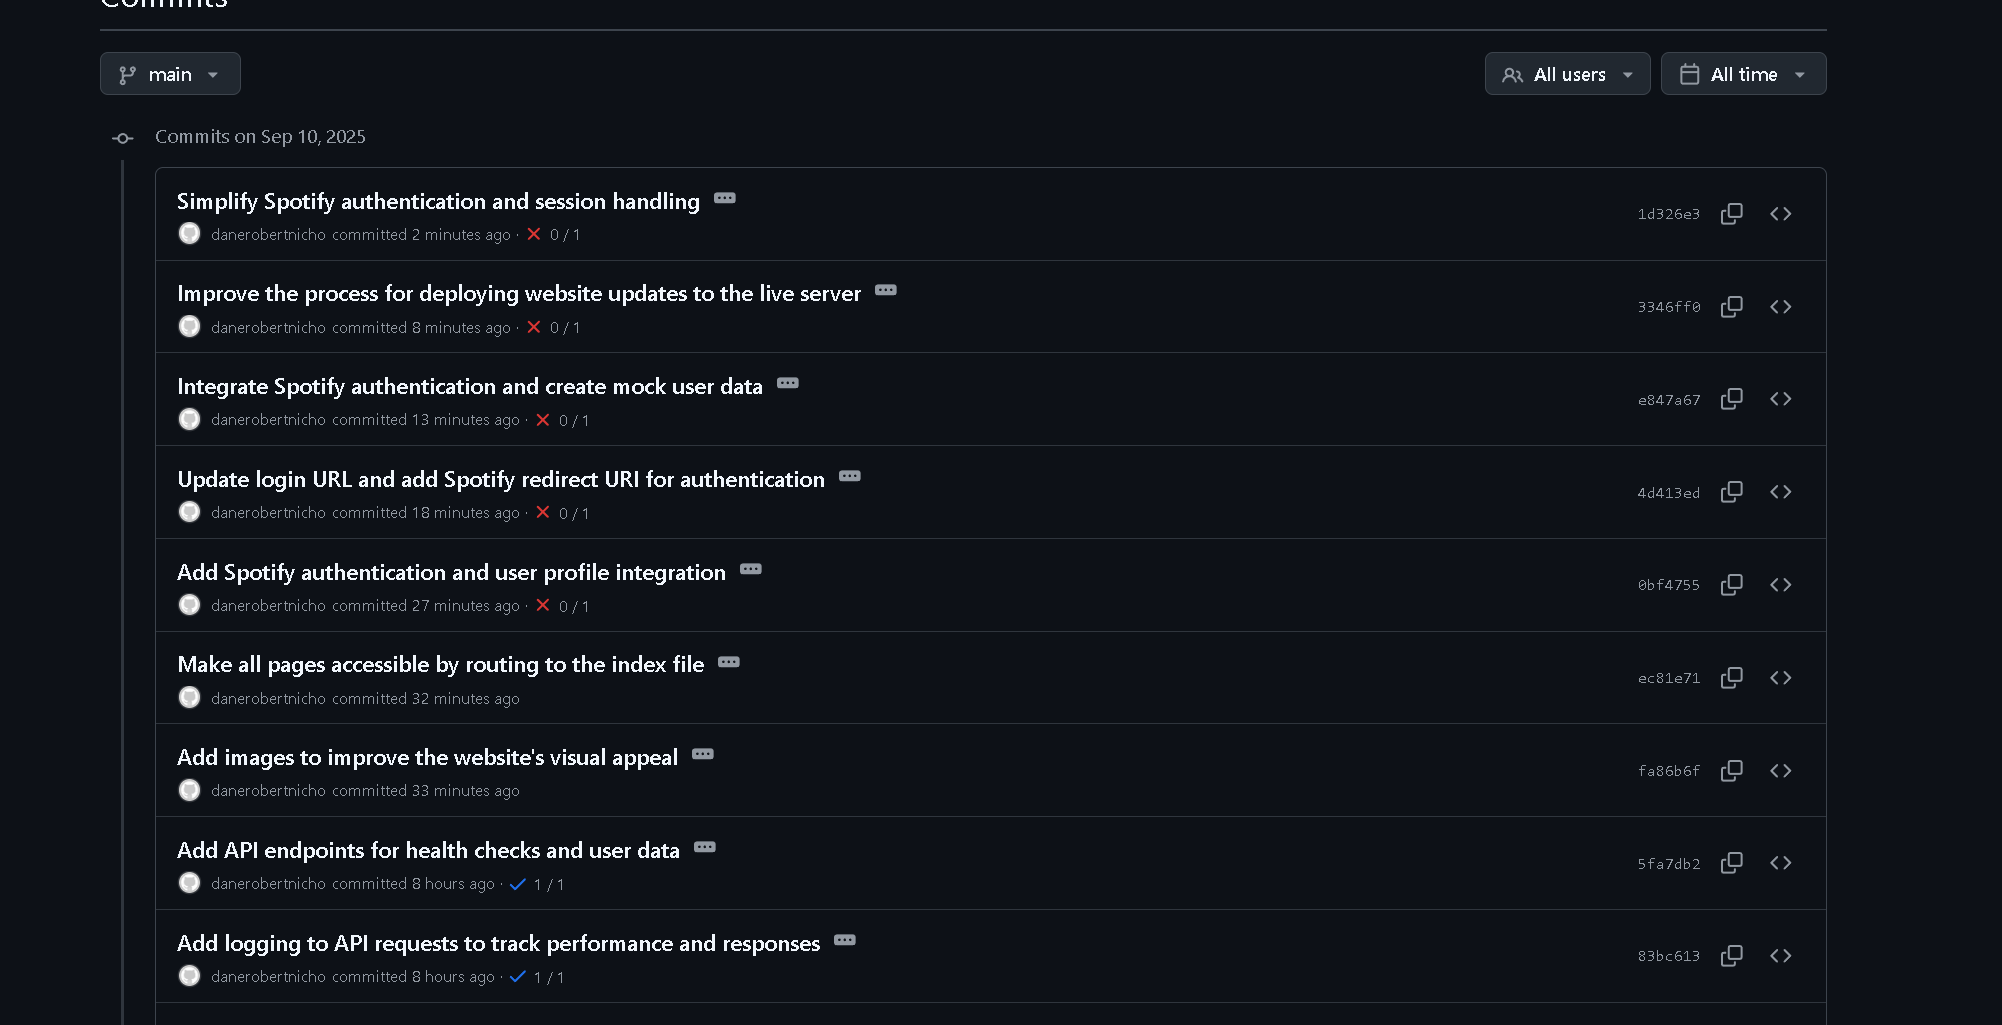 Commits
main
All users
All time
Commits on Sep 10, 2025
Simplify Spotify authentication and session handling
danerobertnicho committed 2 minutes ago · 0 / 1
1d326e3
Improve the process for deploying website updates to the live server
danerobertnicho committed 8 minutes ago · 0 / 1
3346ff0
Integrate Spotify authentication and create mock user data
danerobertnicho committed 13 minutes ago · 0 / 1
e847a67
Update login URL and add Spotify redirect URI for authentication
danerobertnicho committed 18 minutes ago · 0 / 1
4d413ed
Add Spotify authentication and user profile integration
danerobertnicho committed 27 minutes ago · 0 / 1
0bf4755
Make all pages accessible by routing to the index file
danerobertnicho committed 32 minutes ago
ec81e71
Add images to improve the website's visual appeal
danerobertnicho committed 33 minutes ago
fa86b6f
Add API endpoints for health checks and user data
danerobertnicho committed 8 hours ago · 1 / 1
5fa7db2
Add logging to API requests to track performance and responses
danerobertnicho committed 8 hours ago · 1 / 1
83bc613